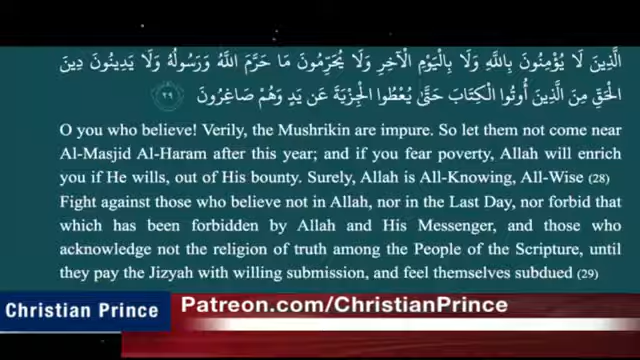 الَّذِينَ لَا يُؤْمِنُونَ بِاللَّهِ وَلَا بِالْيَوْمِ الْآخِرِ وَلَا يُحَرِّمُونَ مَا حَرَّمَ اللَّهُ وَرَسُولُهُ وَلَا يَدِينُونَ دِينَ
الْحَقِّ مِنَ الَّذِينَ أُوتُوا الْكِتَابَ حَتَّىٰ يُعْطُوا الْجِزْيَةَ عَن يَدٍ وَهُمْ صَاغِرُونَ ٢٩
O you who believe! Verily, the Mushrikin are impure. So let them not come near
Al-Masjid Al-Haram after this year; and if you fear poverty, Allah will enrich
you if He wills, out of His bounty. Surely, Allah is All-Knowing, All-Wise (28)
Fight against those who believe not in Allah, nor in the Last Day, nor forbid that
which has been forbidden by Allah and His Messenger, and those who
acknowledge not the religion of truth among the People of the Scripture, until
they pay the Jizyah with willing submission, and feel themselves subdued (29)
Christian Prince
Patreon.com/ChristianPrince